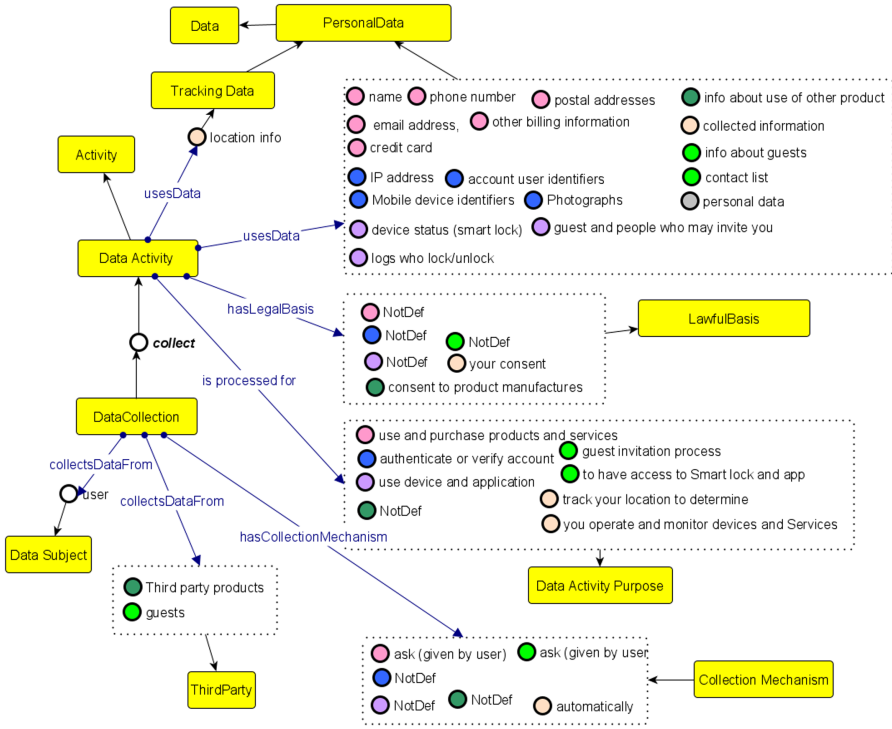 Data
PersonalData
Tracking Data
location info
Activity
usesData
usesData
Data Activity
name
phone number
postal addresses
info about use of other product
email address,
other billing information
collected information
credit card
info about guests
IP address
account user identifiers
contact list
Mobile device identifiers
Photographs
personal data
device status (smart lock)
guest and people who may invite you
logs who lock/unlock
hasLegalBasis
NotDef
NotDef
NotDef
NotDef
your consent
consent to product manufactures
LawfulBasis
collect
is processed for
DataCollection
use and purchase products and services
guest invitation process
authenticate or verify account
to have access to Smart lock and app
use device and application
track your location to determine
NotDef
you operate and monitor devices and Services
collectsDataFrom
user
collectsDataFrom
hasCollectionMechanism
Data Subject
Third party products
guests
Data Activity Purpose
ThirdParty
ask (given by user)
ask (given by user
NotDef
NotDef
NotDef
automatically
Collection Mechanism